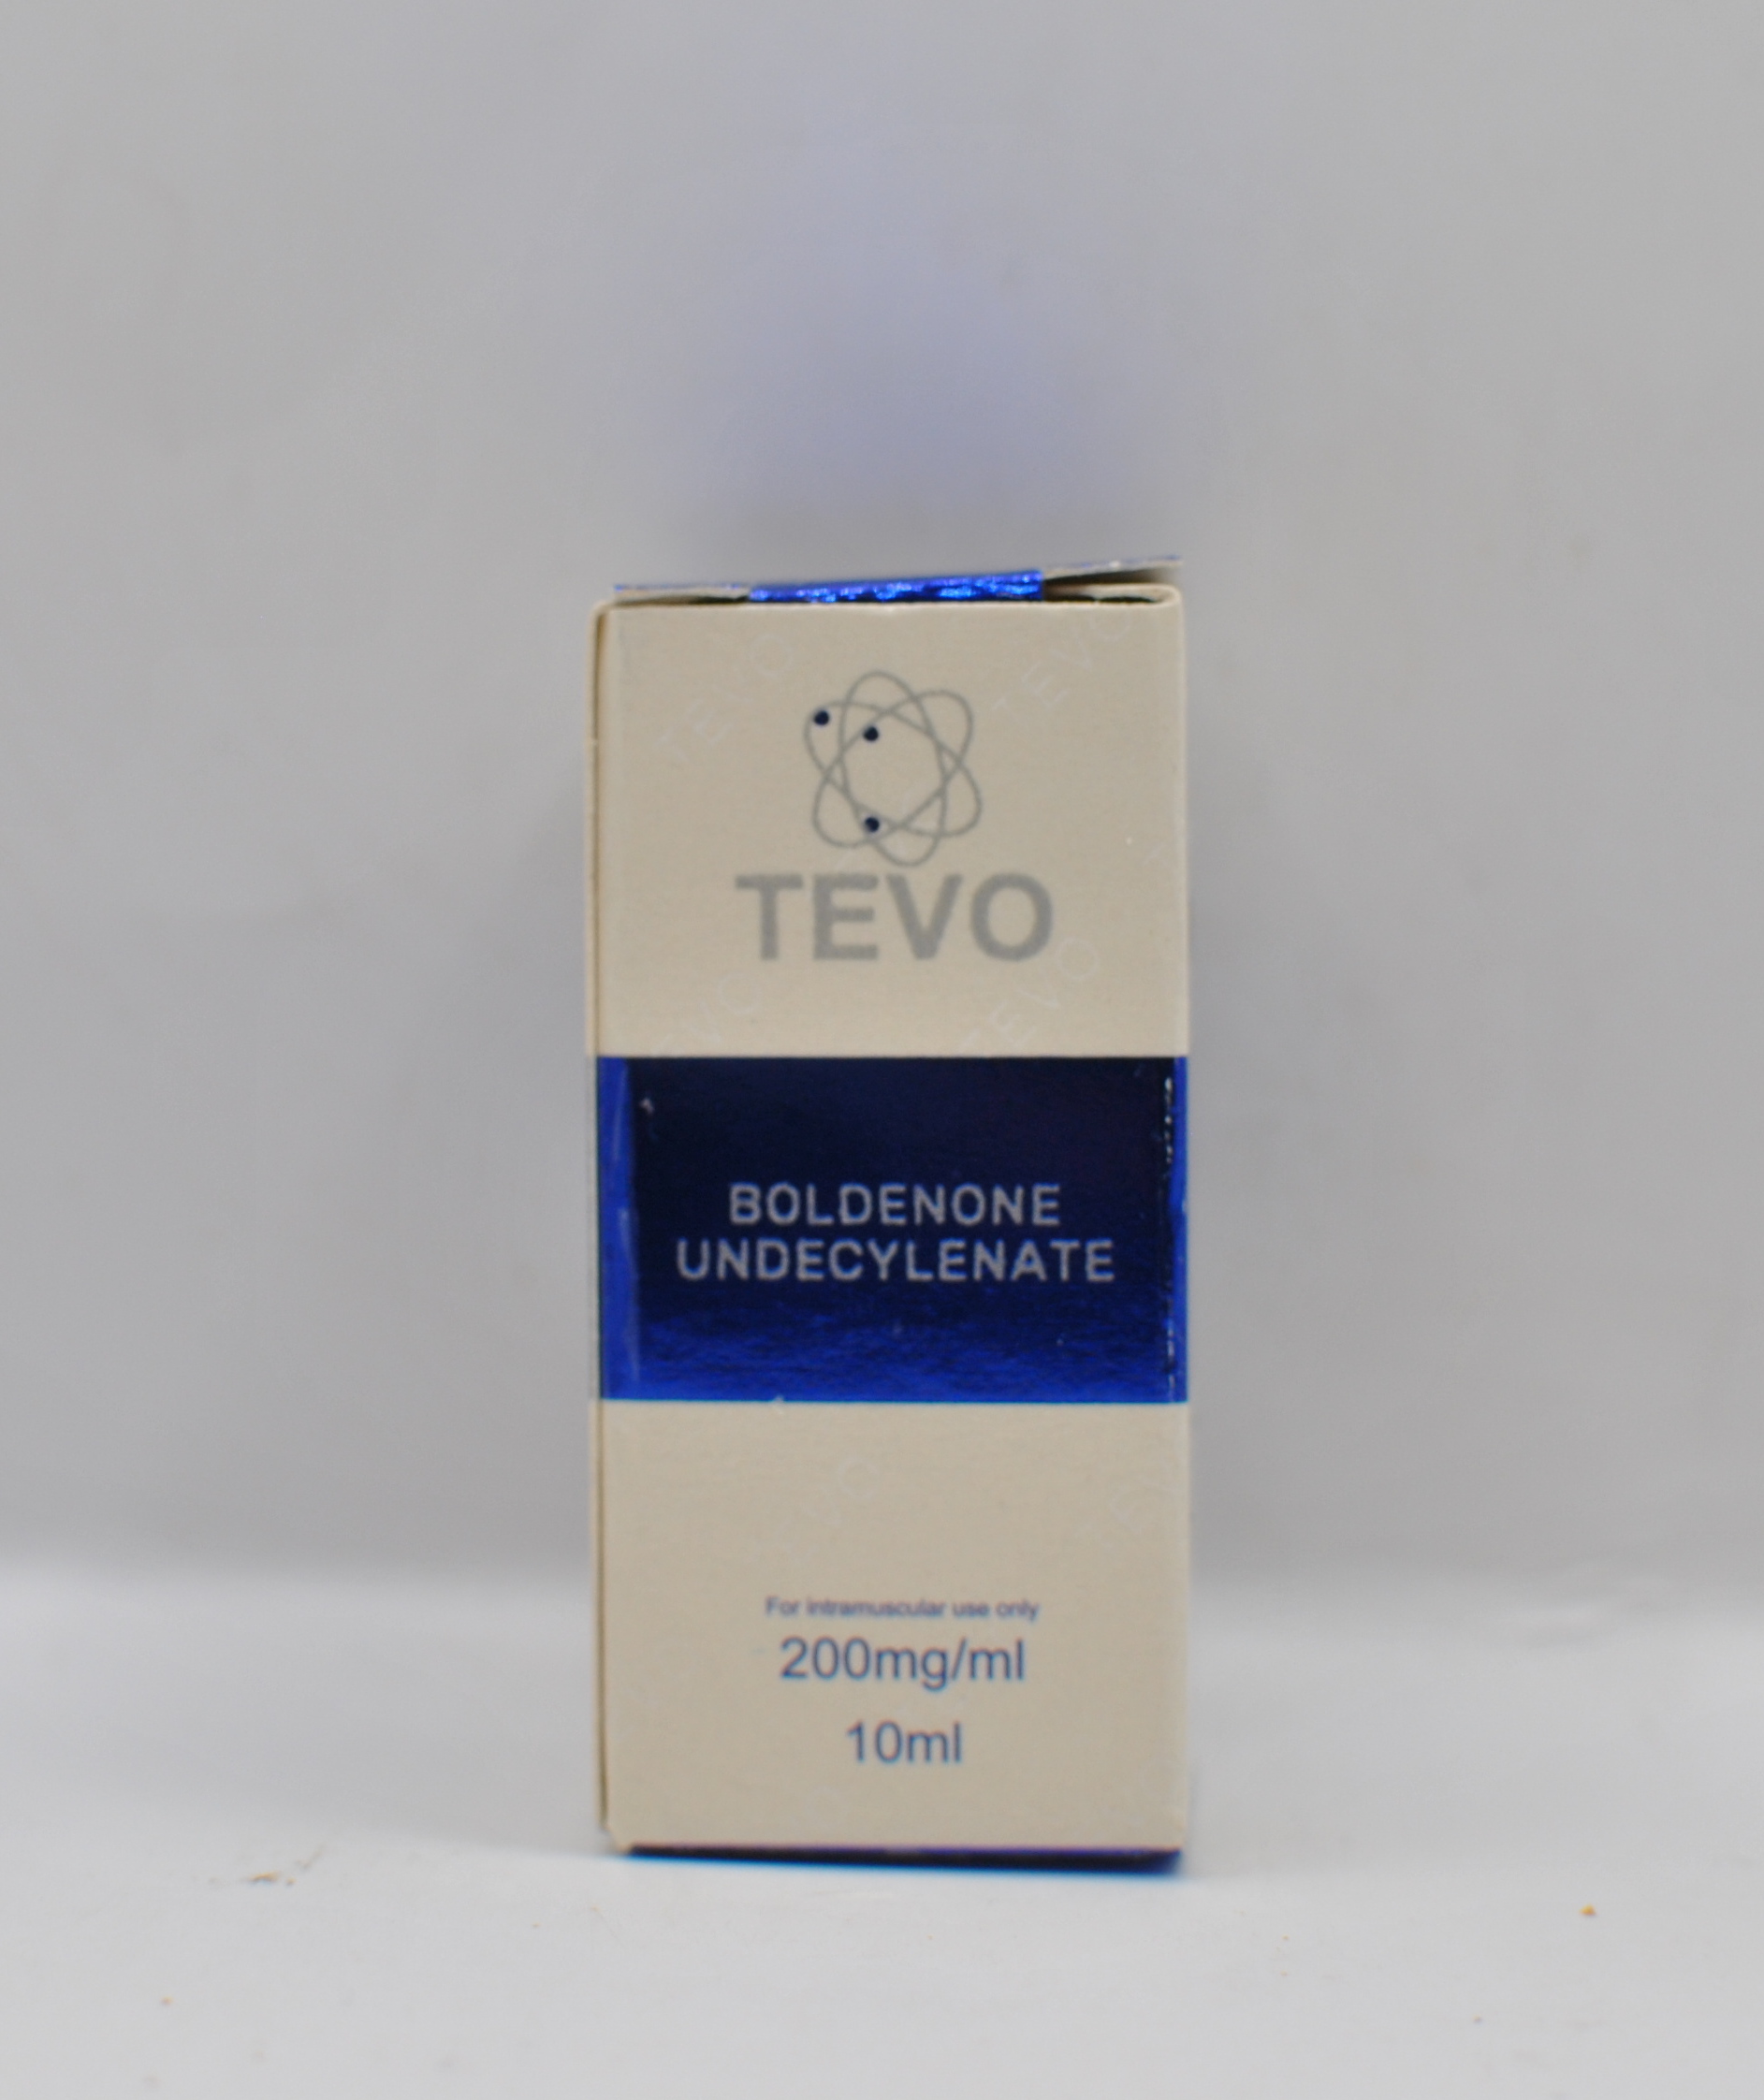 TEVO
BOLDENONE
UNDECYLENATE
For intramuscular use only
200mg/ml
10ml